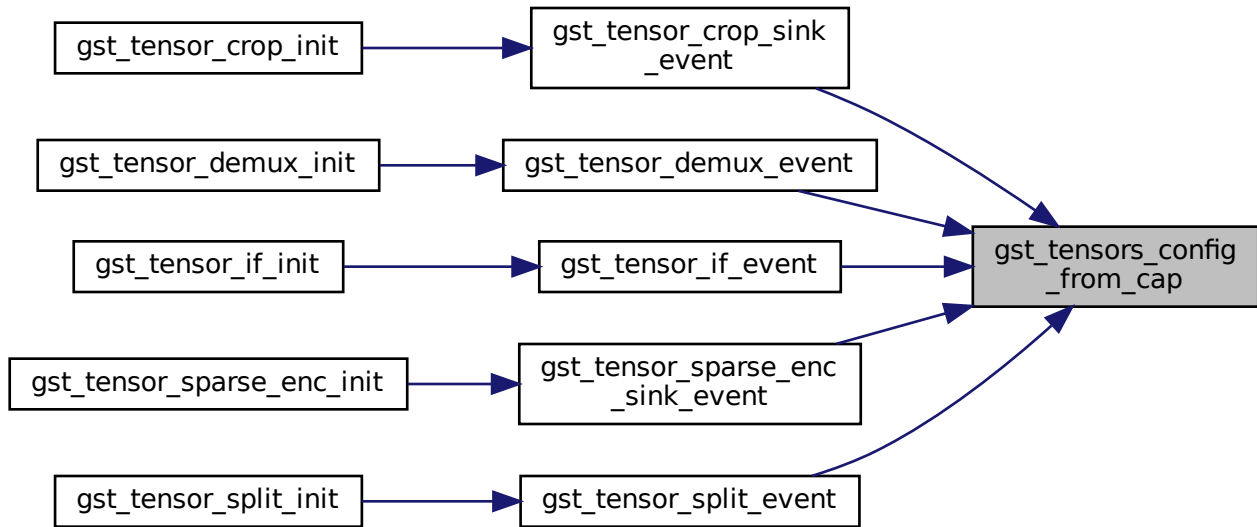 gst_tensor_crop_init
gst_tensor_crop_sink
_event
gst_tensor_demux_init
gst_tensor_demux_event
gst_tensor_if_init
gst_tensor_if_event
gst_tensors_config
_from_cap
gst_tensor_sparse_enc_init
gst_tensor_sparse_enc
_sink_event
gst_tensor_split_init
gst_tensor_split_event